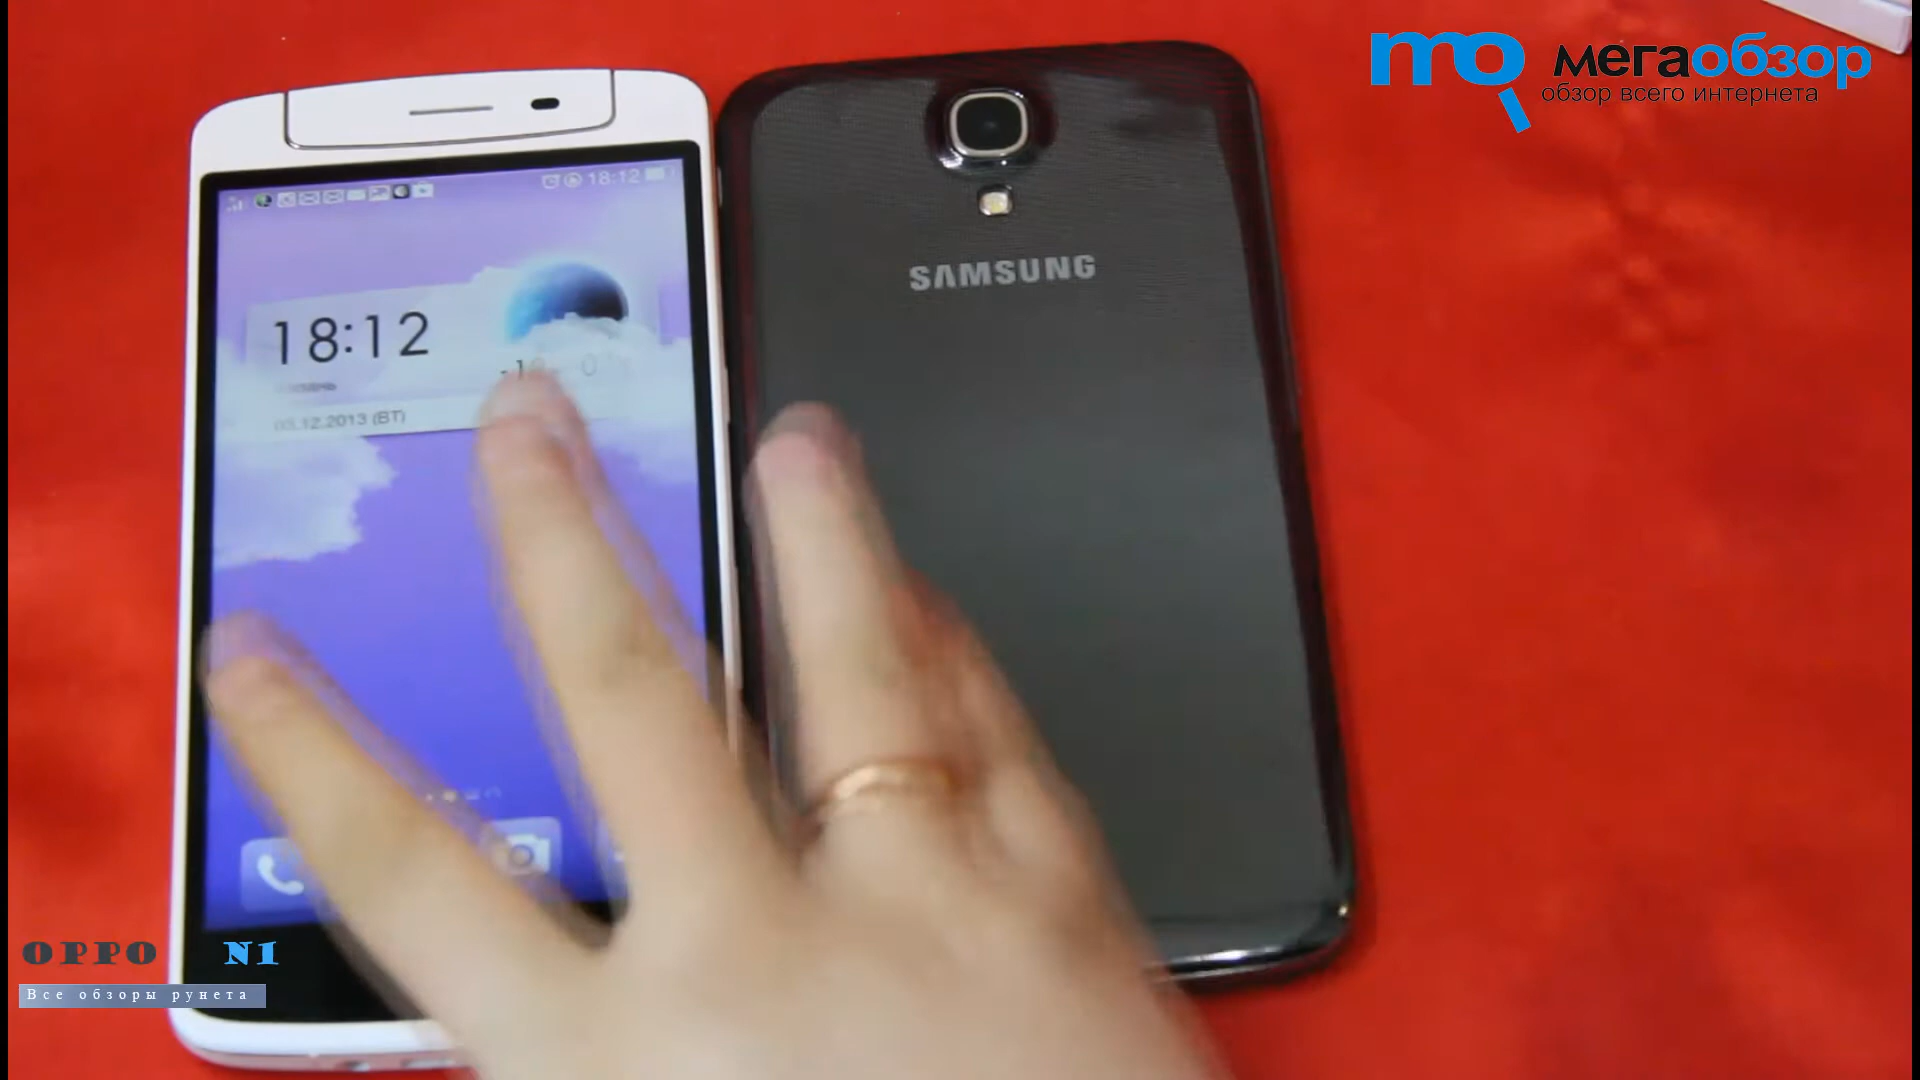 мегаобзор
обзор всего интернета
18:12
SAMSUNG
18:12
03.12.2013 (ВТ)
OPPO N1
Все обзоры рунета